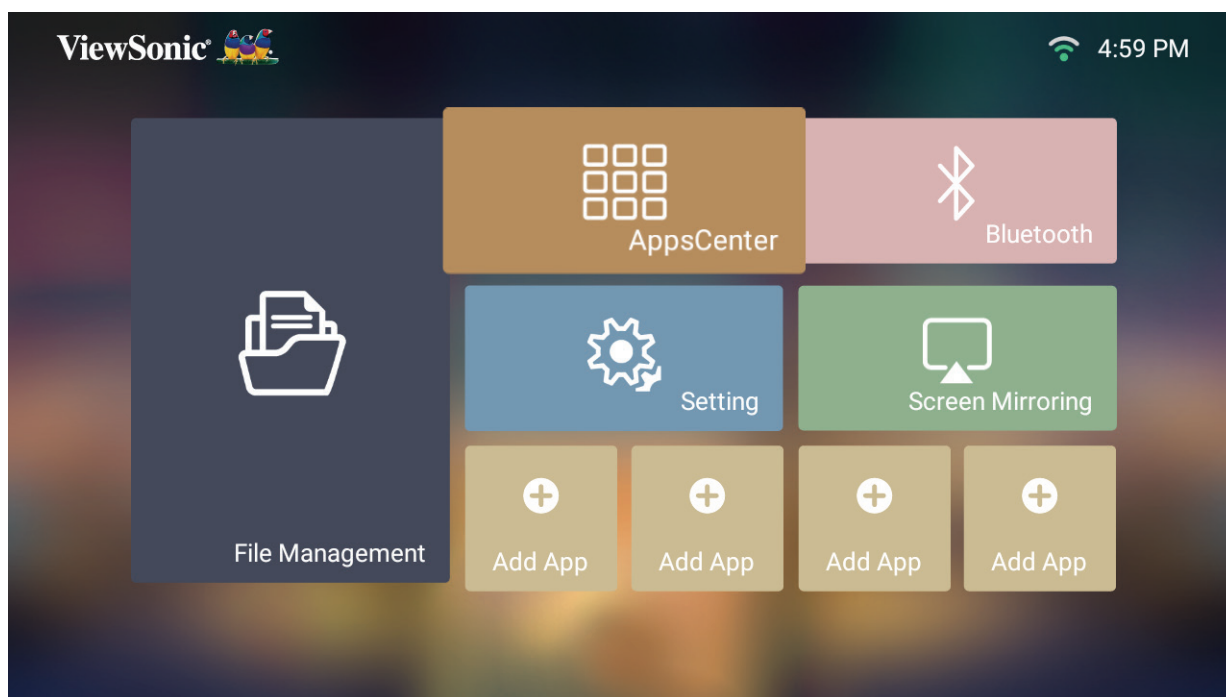 ViewSonic®
4:59 PM
AppsCenter
Bluetooth
Setting
Screen Mirroring
File Management
Add App
Add App
Add App
Add App